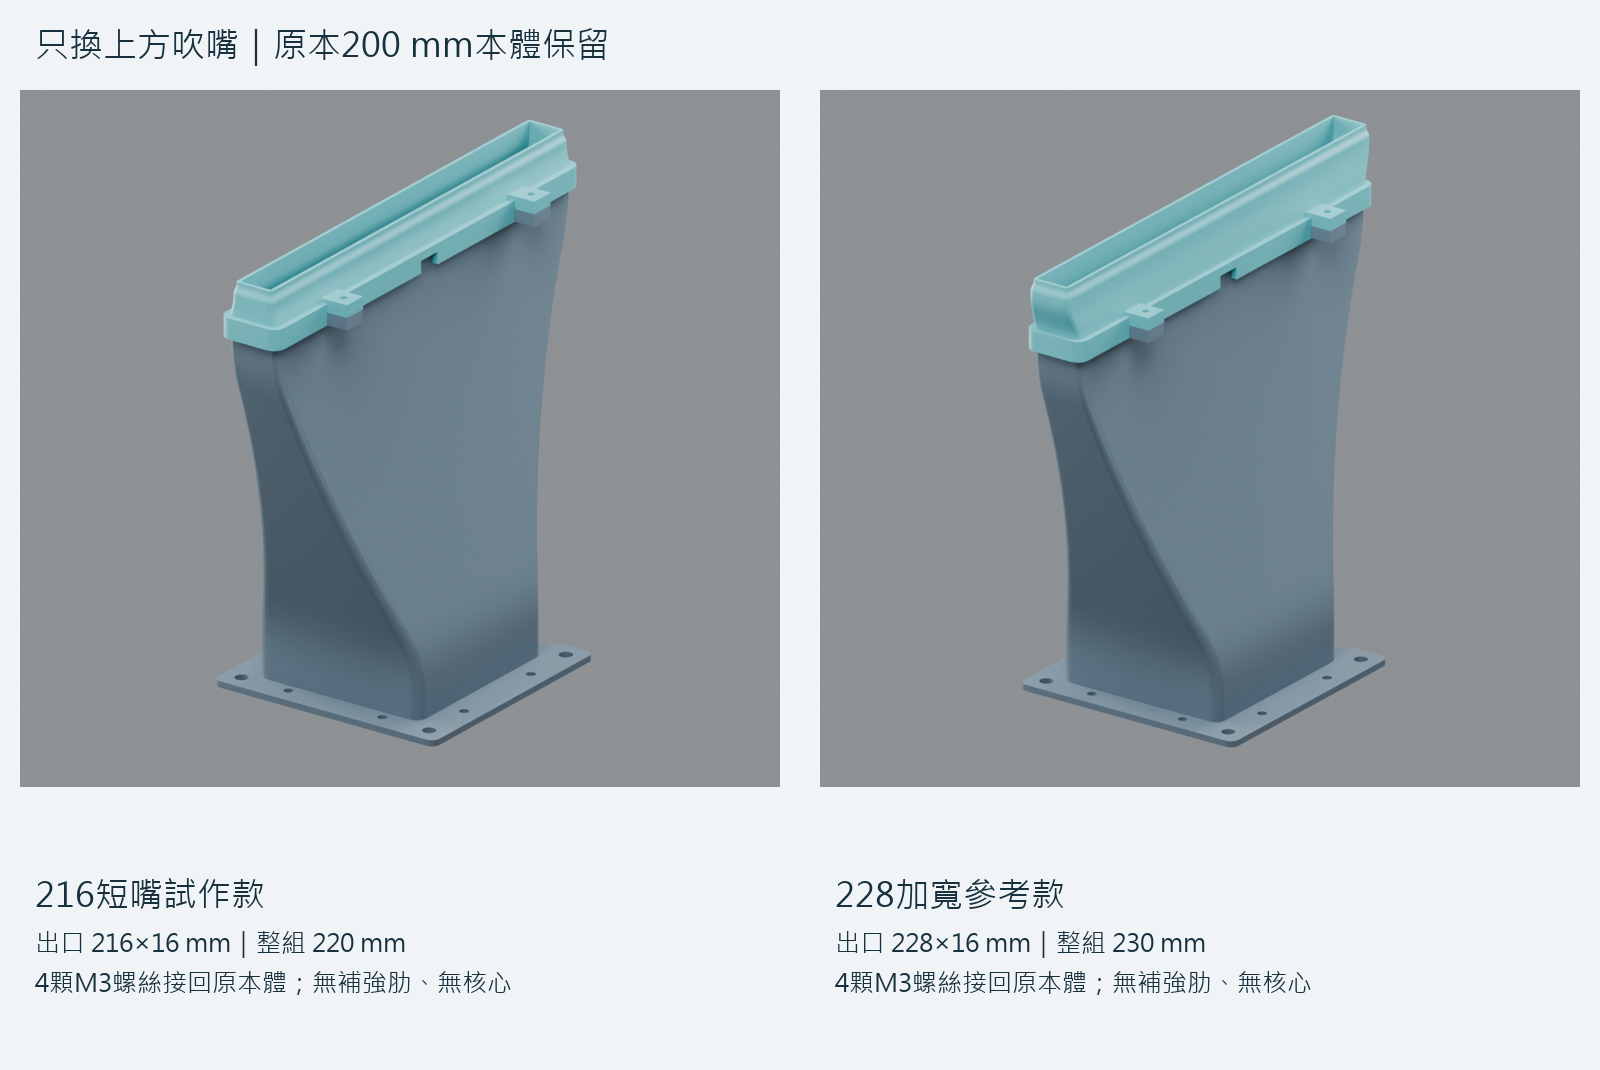 只換上方吹嘴｜原本200 mm本體保留
216短嘴試作款
出口 216×16 mm｜整組 220 mm
4顆M3螺絲接回原本體；無補強肋、無核心
228加寬參考款
出口 228×16 mm｜整組 230 mm
4顆M3螺絲接回原本體；無補強肋、無核心